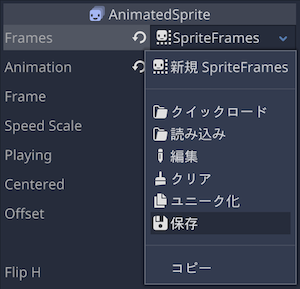 AnimatedSprite
Frames
SpriteFrames
Animation
新規 SpriteFrames
Frame
Speed Scale
クイックロード
読み込み
Playing
編集
Centered
クリア
Offset
ユニーク化
保存
Flip H
コピー